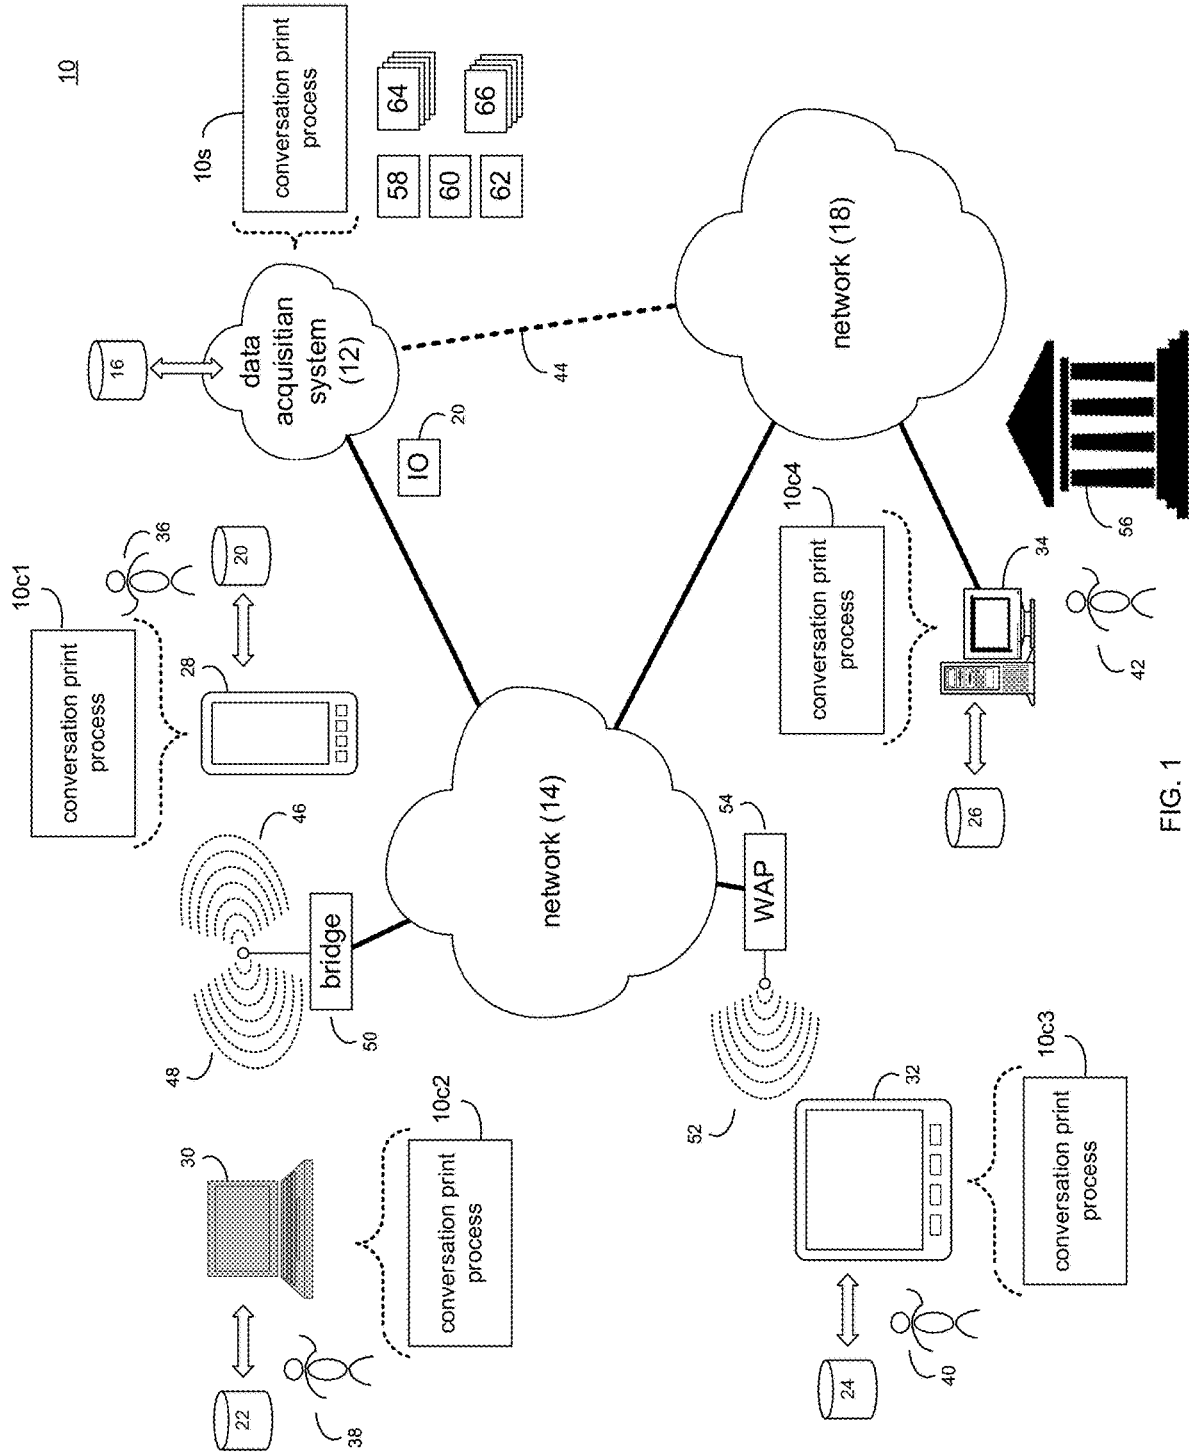 10
10c1
conversation print
process
36
20
28
16
10s
conversation print
process
data
acquisitian
system
(12)
58
60
62
64
66
IO
20
44
46
48
bridge
50
30
22
38
10c2
conversation print
process
network (14)
WAP
54
52
32
24
40
10c3
conversation print
process
network (18)
10c4
conversation print
process
34
26
42
56
FIG. 1